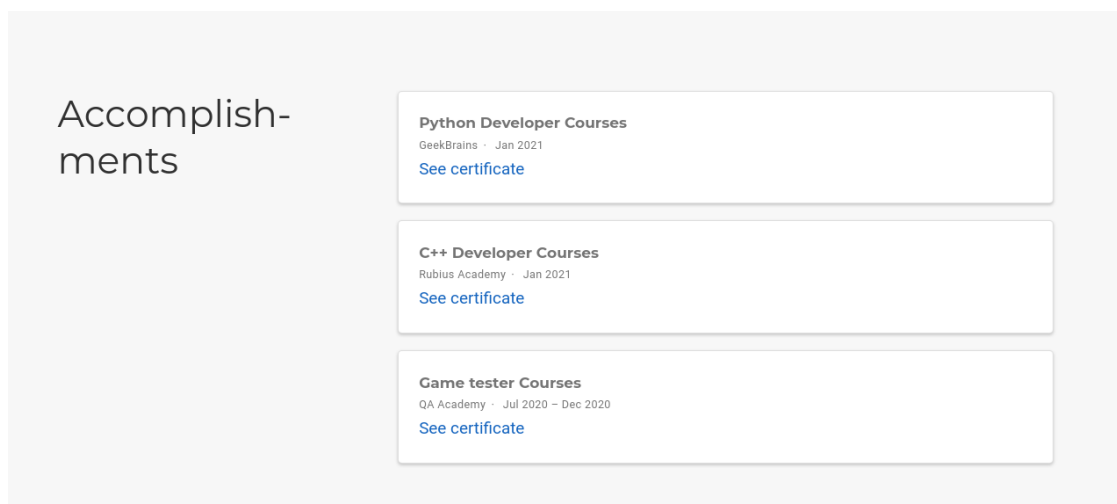 Accomplish-
ments
Python Developer Courses
GeekBrains · Jan 2021
See certificate
C++ Developer Courses
Rubius Academy · Jan 2021
See certificate
Game tester Courses
QA Academy · Jul 2020 – Dec 2020
See certificate